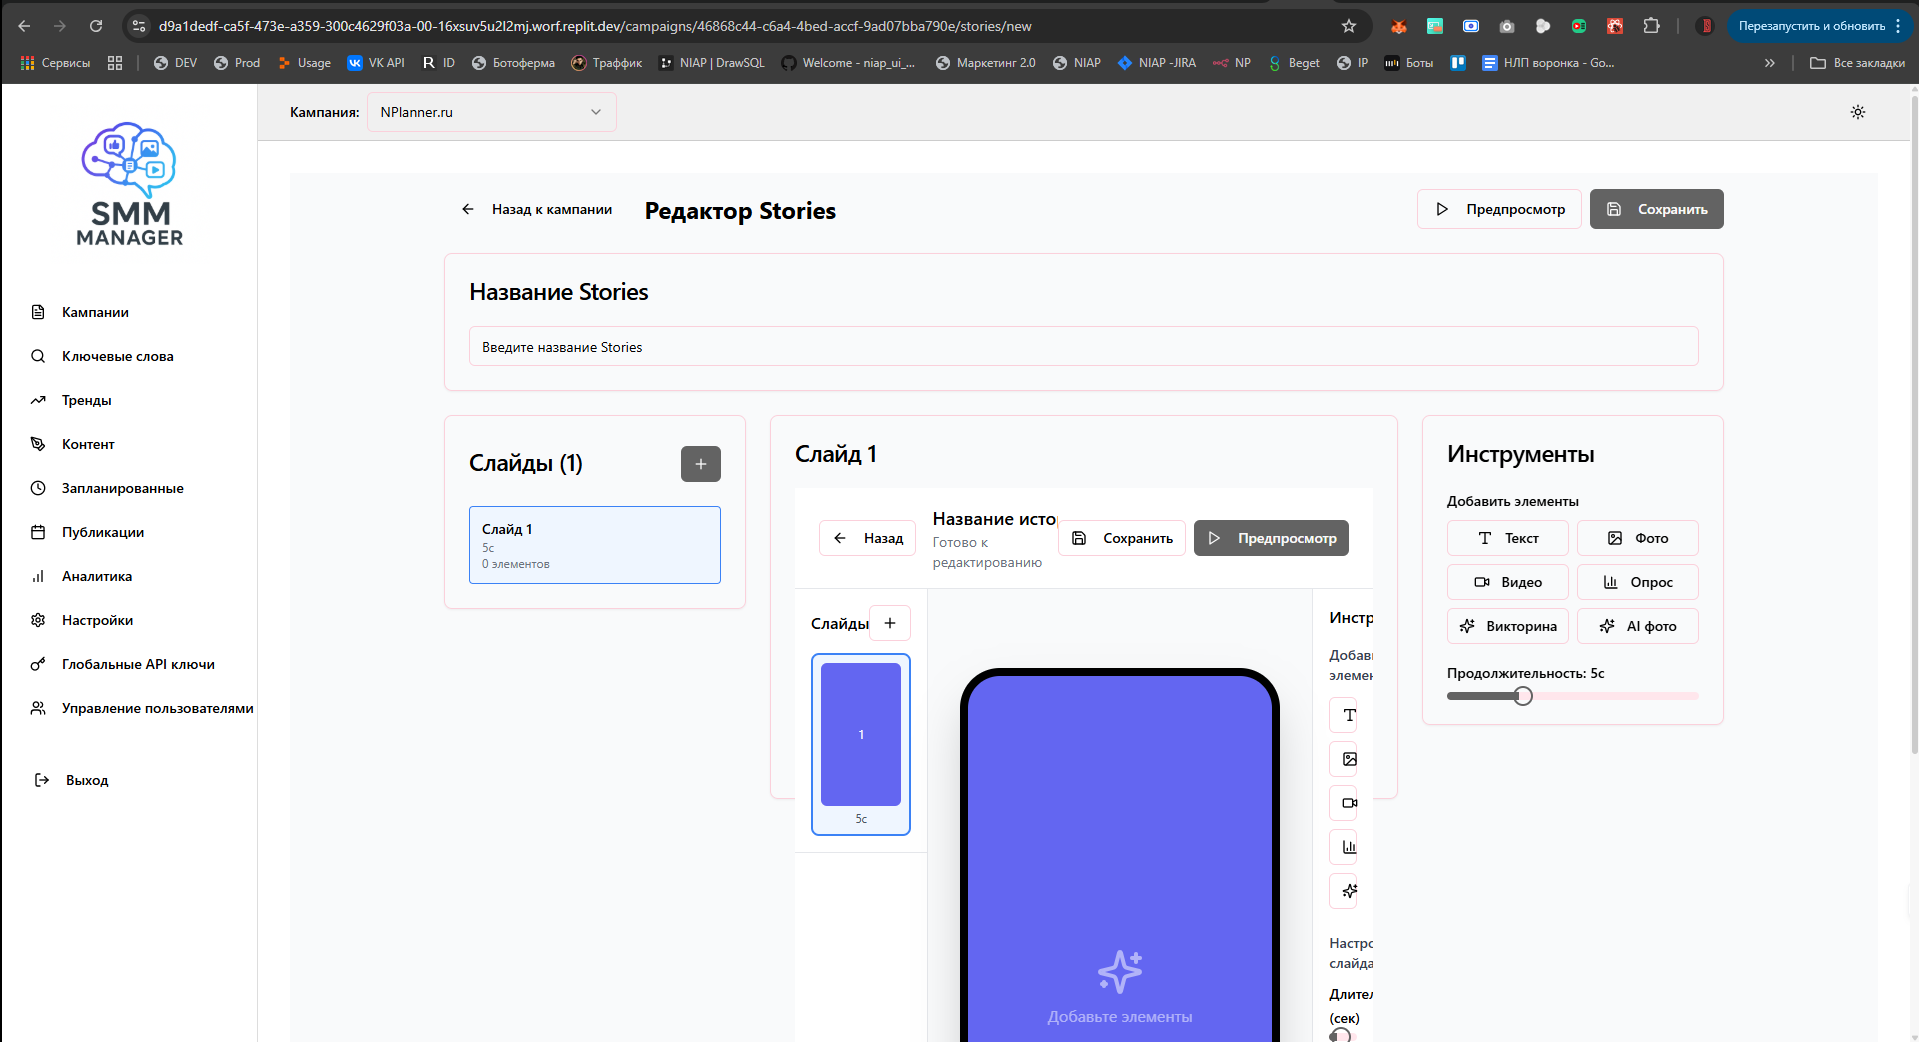 d9a1dedf-ca5f-473e-a359-300c4629f03a-00-16xsuv5u2l2mj.worf.replit.dev/campaigns/46868c44-c6a4-4bed-accf-9ad07bba790e/stories/new
Перезапустить и обновить
Сервисы
DEV
Prod
Usage
VK API
ID
Ботоферма
Траффик
NIAP | DrawSQL
Welcome - niap_ui_...
Маркетинг 2.0
NIAP
NIAP -JIRA
NP
Beget
IP
Боты
НЛП воронка - Go...
Все закладки
SMM
MANAGER
Кампании
Ключевые слова
Тренды
Контент
Запланированные
Публикации
Аналитика
Настройки
Глобальные API ключи
Управление пользователями
Выход
Кампания:
NPlanner.ru
Назад к кампании
Редактор Stories
Предпросмотр
Сохранить
Название Stories
Введите название Stories
Слайды (1)
+
Слайд 1
5с
0 элементов
Слайд 1
Назад
Название исто
Готово к
редактированию
Сохранить
Предпросмотр
Слайды
+
1
5с
Добавьте элементы
Инстр
Добав
элемен
Настро
слайда
Длител
(сек)
Инструменты
Добавить элементы
Текст
Фото
Видео
Опрос
Викторина
AI фото
Продолжительность: 5с